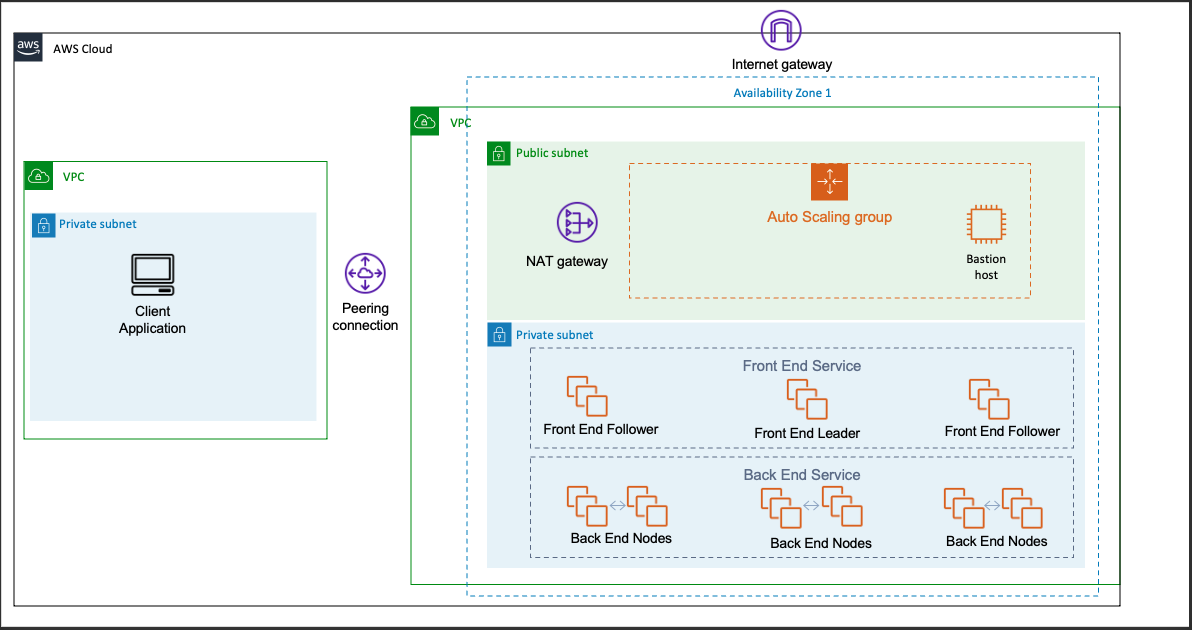 aws
AWS Cloud
Internet gateway
Availability Zone 1
VPC
Public subnet
NAT gateway
Auto Scaling group
Bastion
host
VPC
Private subnet
Client
Application
Peering
connection
Private subnet
Front End Service
Front End Follower
Front End Leader
Front End Follower
Back End Service
Back End Nodes
Back End Nodes
Back End Nodes